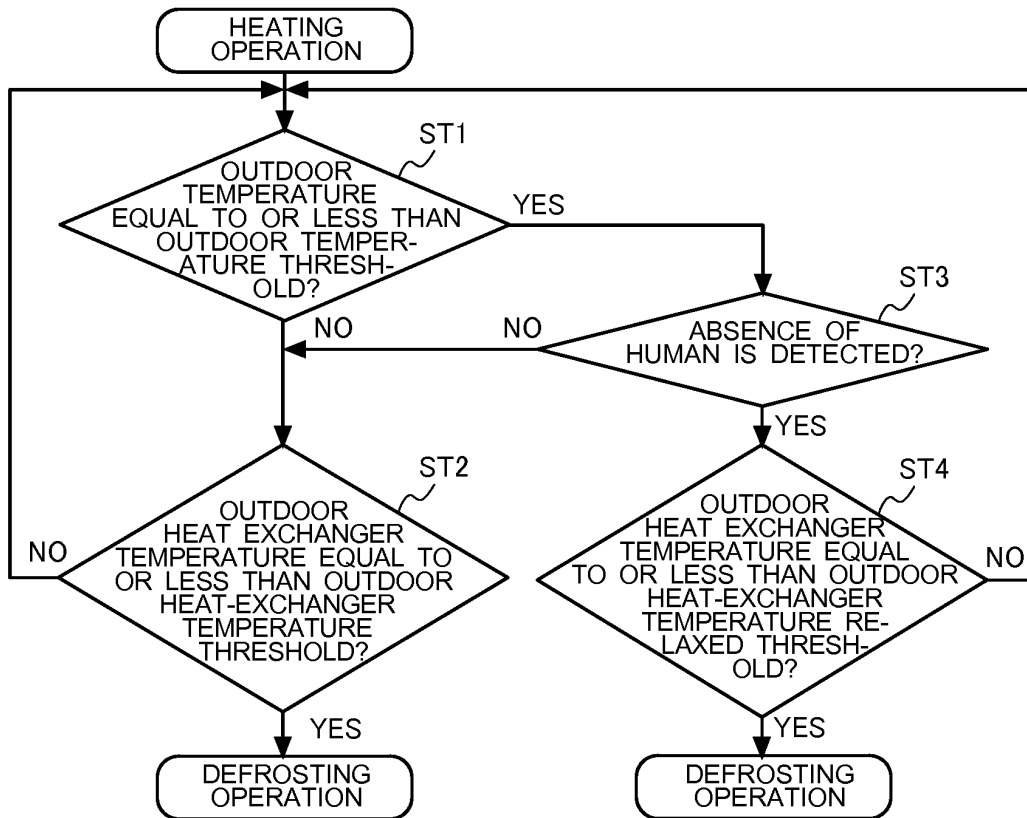 HEATING
OPERATION
ST1
OUTDOOR
TEMPERATURE
EQUAL TO OR LESS THAN
OUTDOOR TEMPER-
ATURE THRESH-
OLD?
YES
NO
ST3
ABSENCE OF
HUMAN IS DETECTED?
NO
YES
ST2
OUTDOOR
HEAT EXCHANGER
TEMPERATURE EQUAL TO
OR LESS THAN OUTDOOR
HEAT-EXCHANGER
TEMPERATURE
THRESHOLD?
NO
YES
ST4
OUTDOOR
HEAT EXCHANGER
TEMPERATURE EQUAL
TO OR LESS THAN OUTDOOR
HEAT-EXCHANGER
TEMPERATURE RE-
LAXED THRESH-
OLD?
NO
YES
DEFROSTING
OPERATION
DEFROSTING
OPERATION